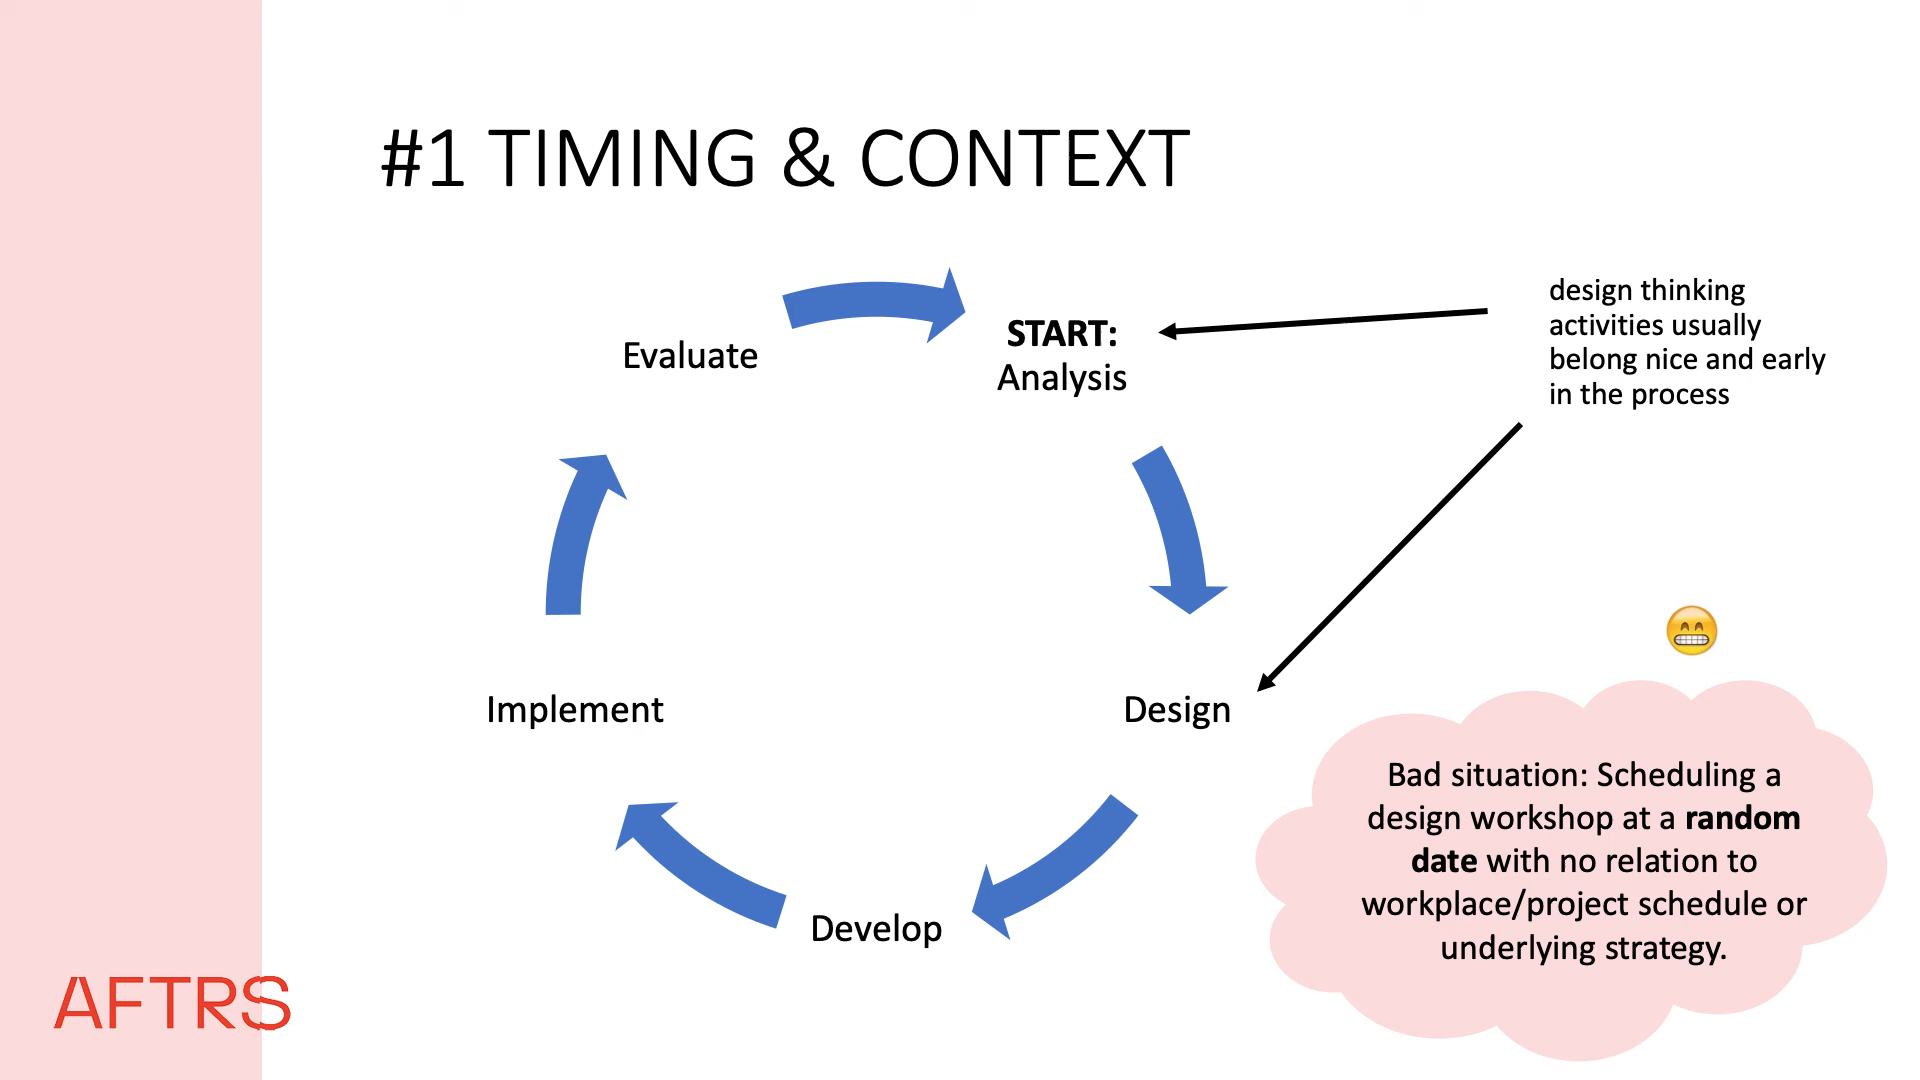 #1 TIMING & CONTEXT
Evaluate
START:
Analysis
design thinking
activities usually
belong nice and early
in the process
Implement
Design
Develop
Bad situation: Scheduling a
design workshop at a random
date with no relation to
workplace/project schedule or
underlying strategy.
AFTRS